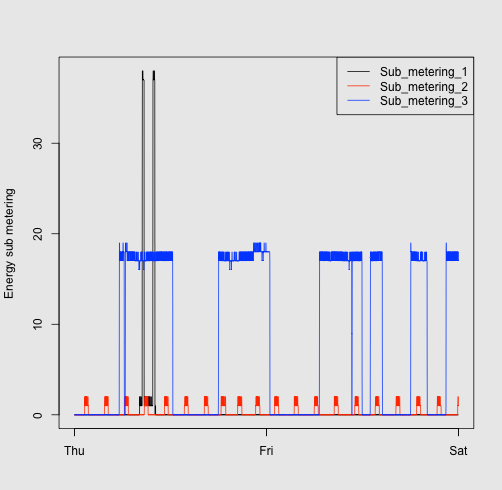 Sub_metering_1
Sub_metering_2
Sub_metering_3
Energy sub metering
30
20
10
0
Thu Fri Sat